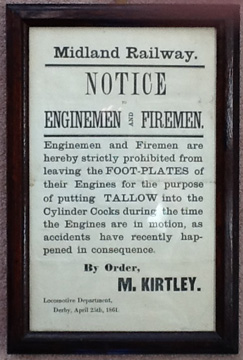 Midland Railway.
NOTICE
TO
ENGINEMEN AND FIREMEN.
Enginemen and Firemen are
hereby strictly prohibited from
leaving the FOOT-PLATES of
their Engines for the purpose
of putting TALLOW into the
Cylinder Cocks during the time
the Engines are in motion, as
accidents have recently hap-
pened in consequence.
By Order,
M. KIRTLEY.
Locomotive Department,
Derby, April 25th, 1861.